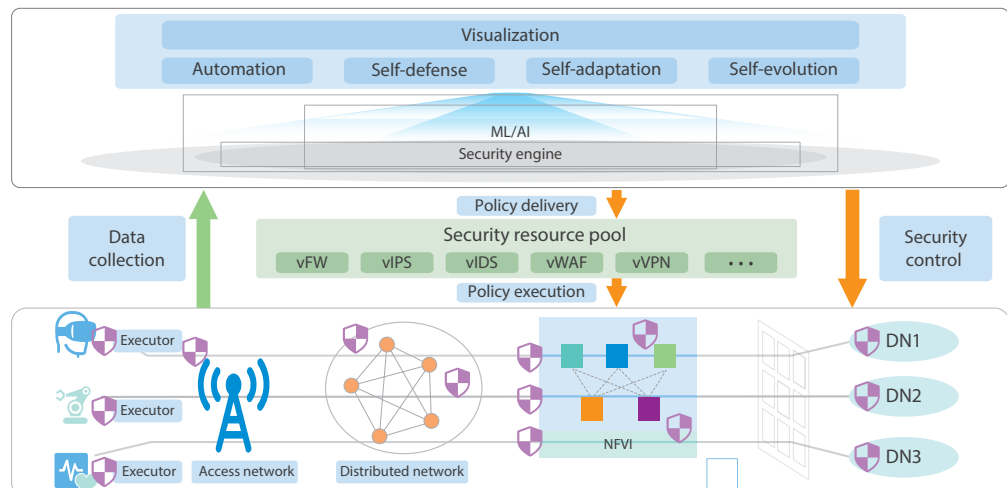 Visualization
Automation
Self-defense
Self-adaptation
Self-evolution
ML/AI
Security engine
Policy delivery
Data
collection
Security resource pool
vFW
vIPS
vIDS
vWAF
vVPN
• • •
Security
control
Policy execution
Executor
DN1
Executor
DN2
NFVI
DN3
Executor
Access network
Distributed network